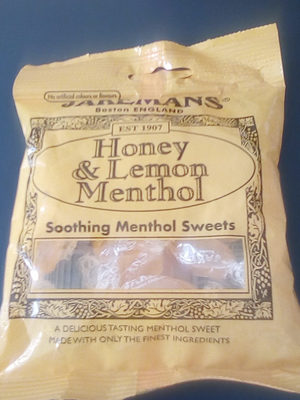 No artificial colours or flavours
JAKEMANS®
Boston ENGLAND
EST 1907
Honey
& Lemon
Menthol
Soothing Menthol Sweets
A DELICIOUS TASTING MENTHOL SWEET
MADE WITH ONLY THE FINEST INGREDIENTS